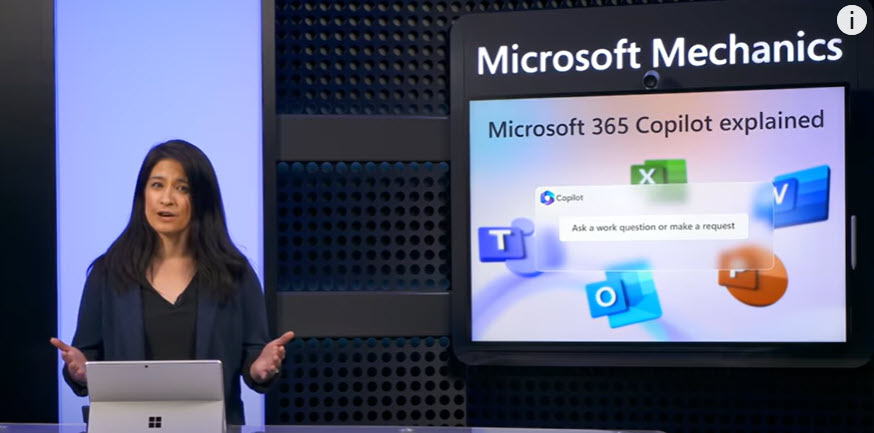 Microsoft Mechanics
Microsoft 365 Copilot explained
X
Copilot
W
Ask a work question or make a request
T
P
O
i